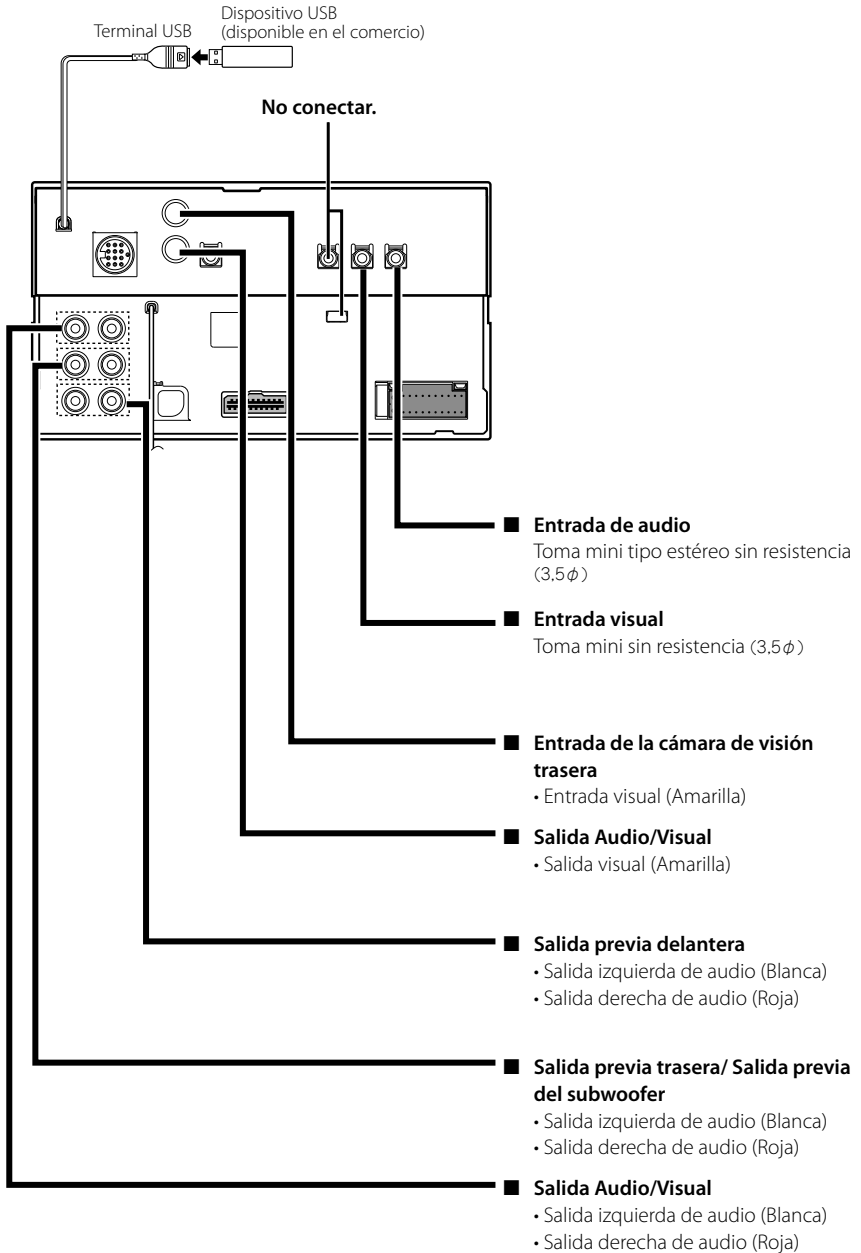 Terminal USB
Dispositivo USB
(disponible en el comercio)
No conectar.
■ Entrada de audio
Toma mini tipo estéreo sin resistencia
(3,5φ)
■ Entrada visual
Toma mini sin resistencia (3,5φ)
■ Entrada de la cámara de visión
trasera
• Entrada visual (Amarilla)
■ Salida Audio/Visual
• Salida visual (Amarilla)
■ Salida previa delantera
• Salida izquierda de audio (Blanca)
• Salida derecha de audio (Roja)
■ Salida previa trasera/ Salida previa
del subwoofer
• Salida izquierda de audio (Blanca)
• Salida derecha de audio (Roja)
■ Salida Audio/Visual
• Salida izquierda de audio (Blanca)
• Salida derecha de audio (Roja)